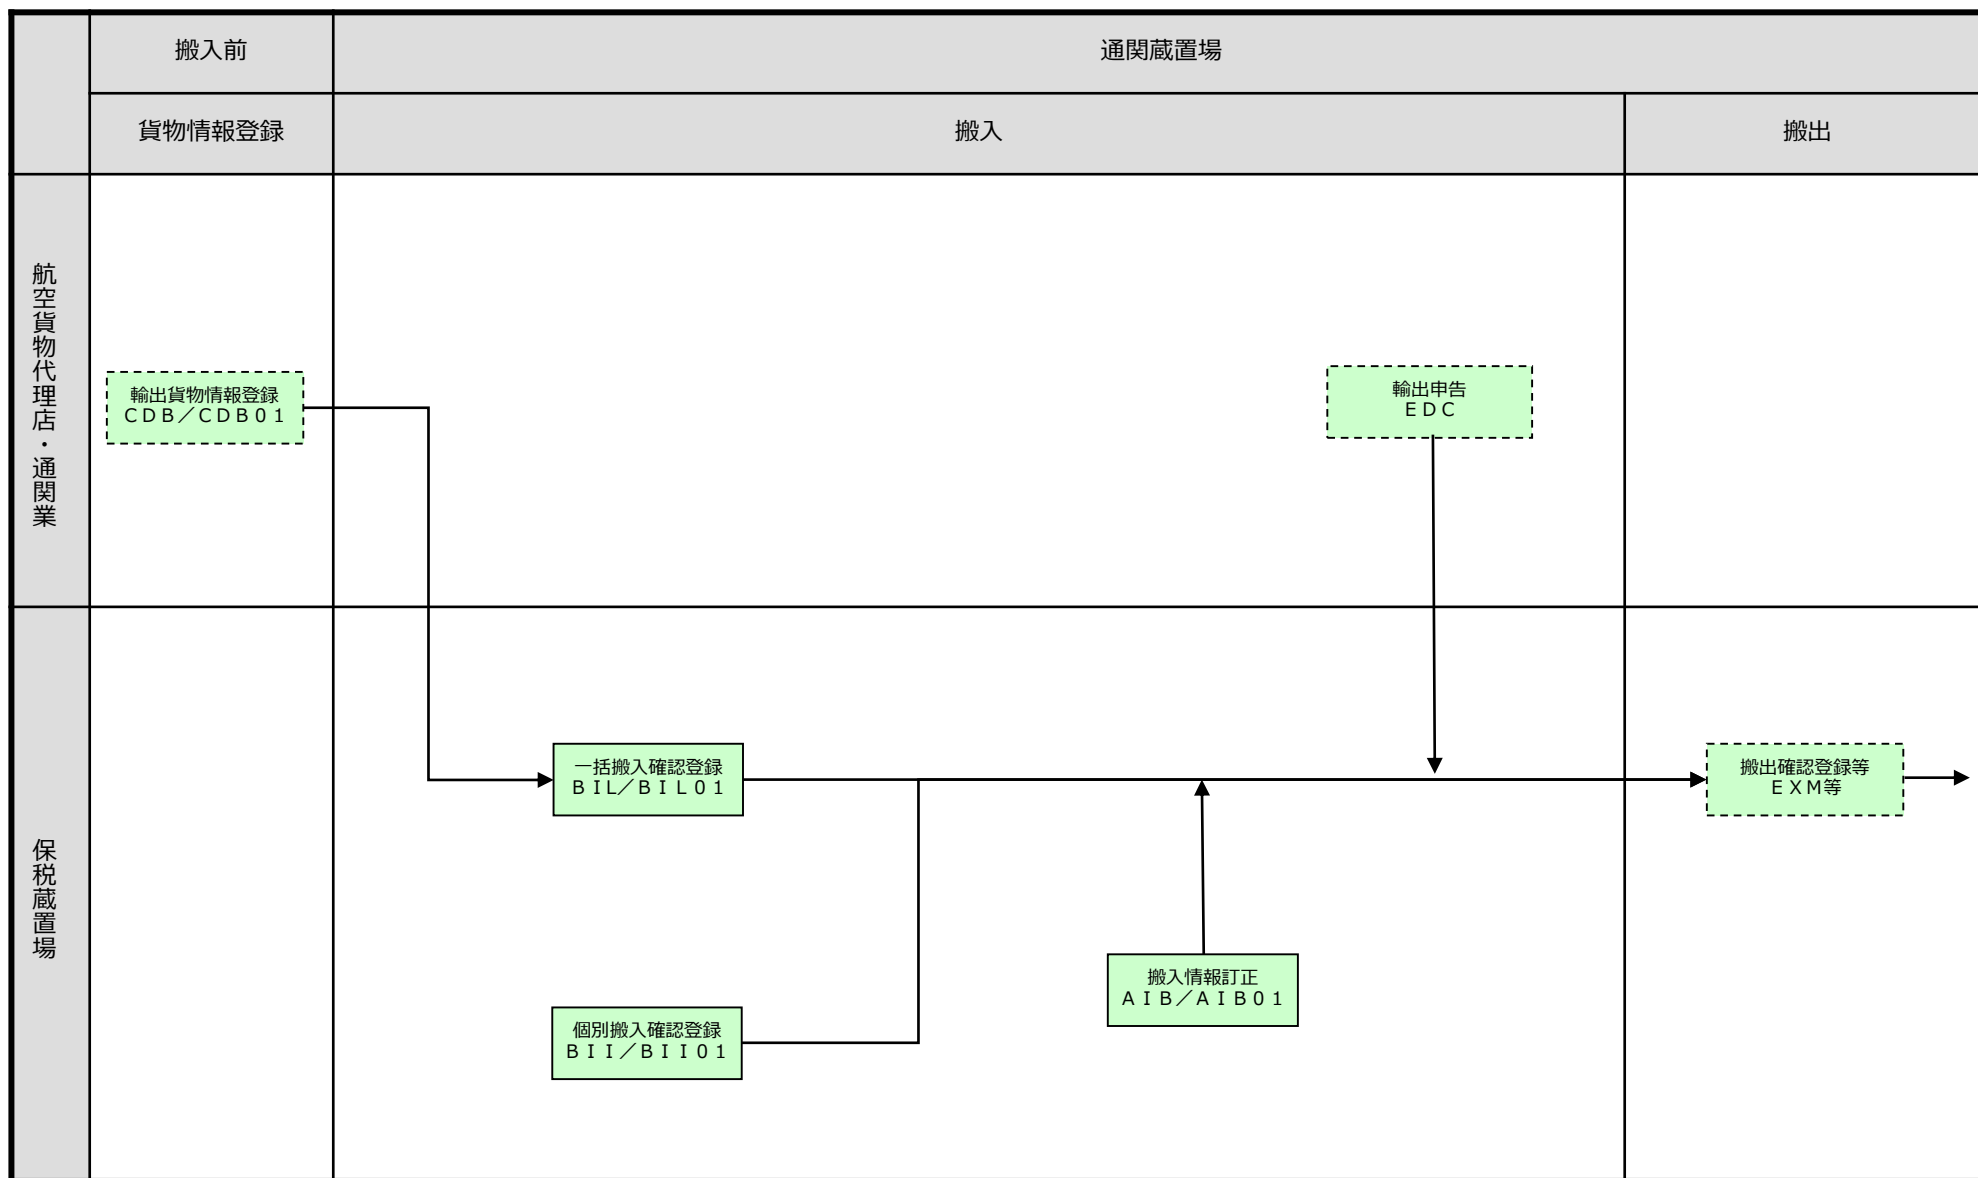 搬入前
通関蔵置場
貨物情報登録
搬入
搬出
航空貨物代理店・通関業
輸出貨物情報登録
ＣＤＢ／ＣＤＢ０１
輸出申告
ＥＤＣ
保税蔵置場
一括搬入確認登録
ＢＩＬ／ＢＩＬ０１
搬出確認登録等
ＥＸＭ等
搬入情報訂正
ＡＩＢ／ＡＩＢ０１
個別搬入確認登録
ＢＩＩ／ＢＩＩ０１